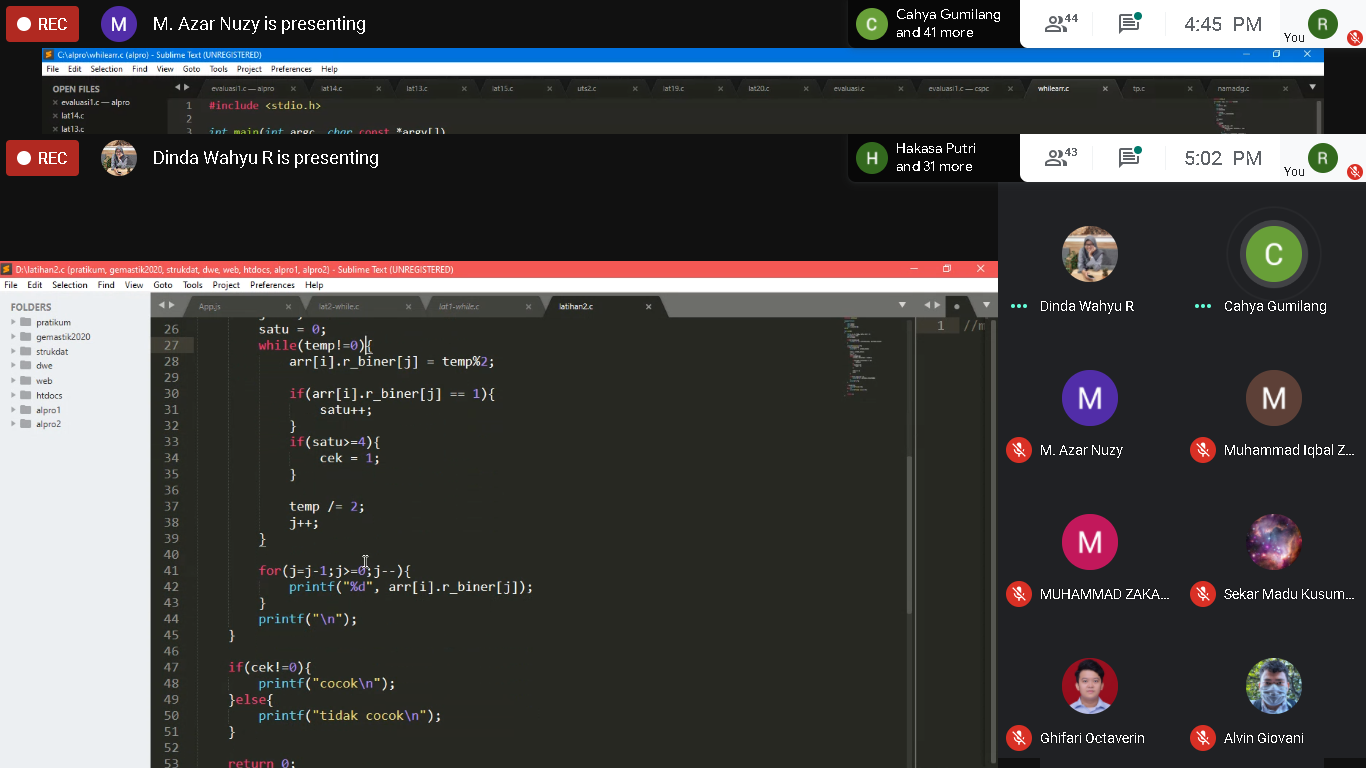 REC M M. Azar Nuzy is presenting C Cahya Gumilang and 41 more 44 4:45 PM You R
C:\alpro\whilearr.c (alpro) - Sublime Text (UNREGISTERED)
File Edit Selection Find View Goto Tools Project Preferences Help
OPEN FILES
evaluasi1.c — alpro
lat14.c
lat13.c
evaluasi1.c — alpro lat14.c lat13.c lat15.c uts2.c lat19.c lat20.c evaluasi.c evaluasi1.c — cspc whilearr.c tp.c namadg.c
1 #include <stdio.h>
2
int main(int argc, char const *argv[])
REC Dinda Wahyu R is presenting H Hakasa Putri and 31 more 43 5:02 PM You R
D:\latihan2.c (pratikum, gemastik2020, strukdat, dwe, web, htdocs, alpro1, alpro2) - Sublime Text (UNREGISTERED)
File Edit Selection Find View Goto Tools Project Preferences Help
FOLDERS
pratikum
gemastik2020
strukdat
dwe
web
htdocs
alpro1
alpro2
App.js lat2-while.c lat1-while.c latihan2.c
26 satu = 0;
27 while(temp!=0){
28 arr[i].r_biner[j] = temp%2;
29
30 if(arr[i].r_biner[j] == 1){
31 satu++;
32 }
33 if(satu>=4){
34 cek = 1;
35 }
36
37 temp /= 2;
38 j++;
39 }
40
41 for(j=j-1;j>=0;j--){
42 printf("%d", arr[i].r_biner[j]);
43 }
44 printf("\n");
45 }
46
47 if(cek!=0){
48 printf("cocok\n");
49 }else{
50 printf("tidak cocok\n");
51 }
52
53 return 0;
1 //m
Dinda Wahyu R
C
Cahya Gumilang
M
M. Azar Nuzy
M
Muhammad Iqbal Z...
M
MUHAMMAD ZAKA...
Sekar Madu Kusum...
Ghifari Octaverin
Alvin Giovani